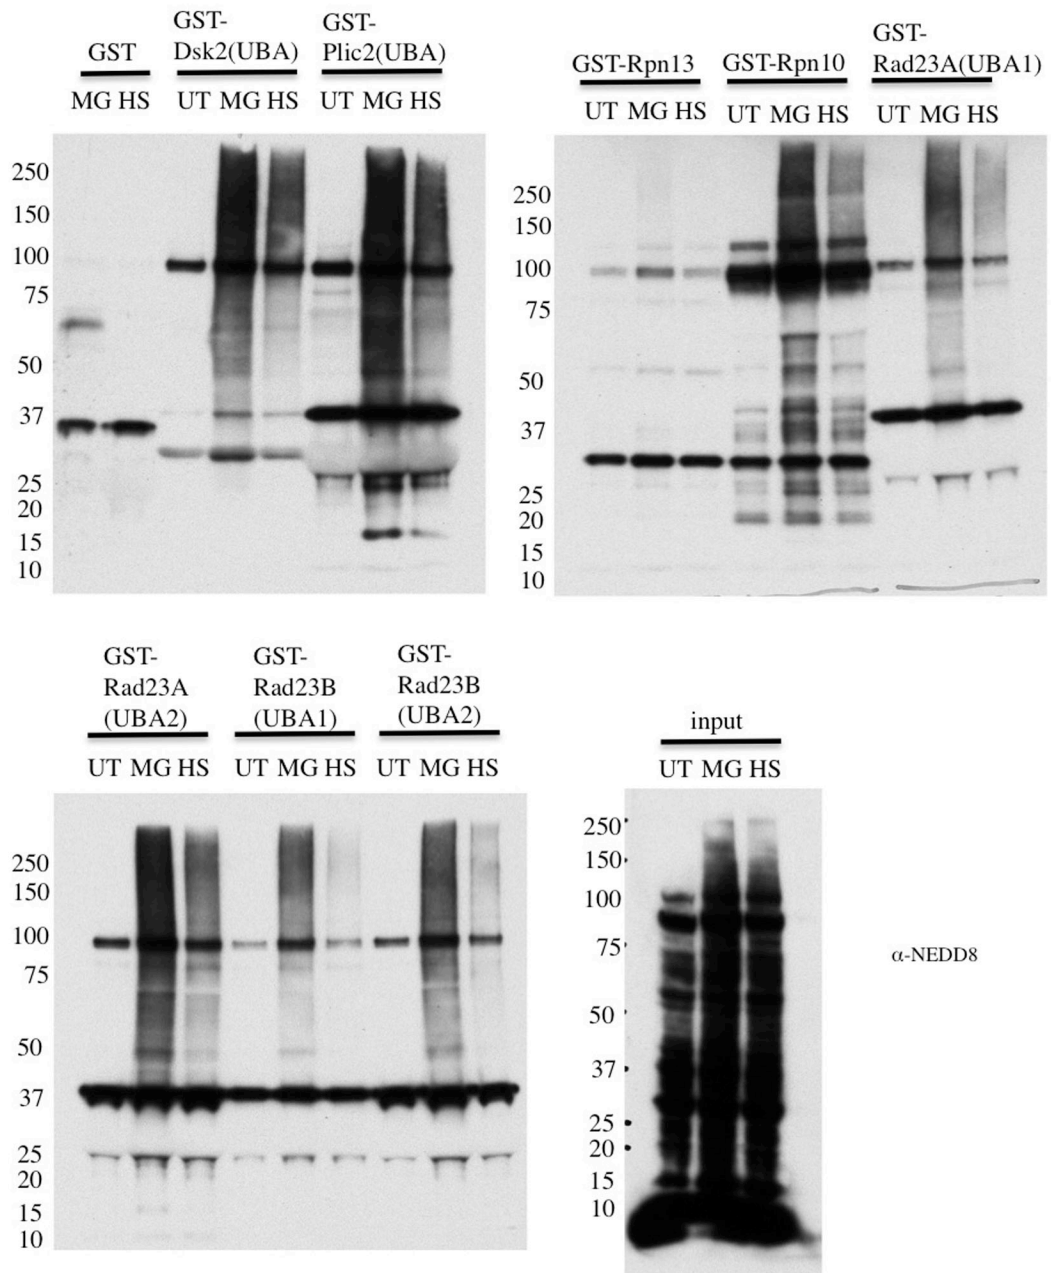 GST
GST-
Dsk2(UBA)
GST-
Plic2(UBA)
MG HS
UT MG HS
UT MG HS
250
150
100
75
50
37
25
20
15
10
GST-Rpn13
GST-Rpn10
GST-
Rad23A(UBA1)
UT MG HS
UT MG HS
UT MG HS
250
150
100
75
50
37
25
20
15
10
GST-
Rad23A
(UBA2)
GST-
Rad23B
(UBA1)
GST-
Rad23B
(UBA2)
UT MG HS
UT MG HS
UT MG HS
250
150
100
75
50
37
25
20
15
10
input
UT MG HS
250
150
100
75
50
37
25
20
15
10
α-NEDD8